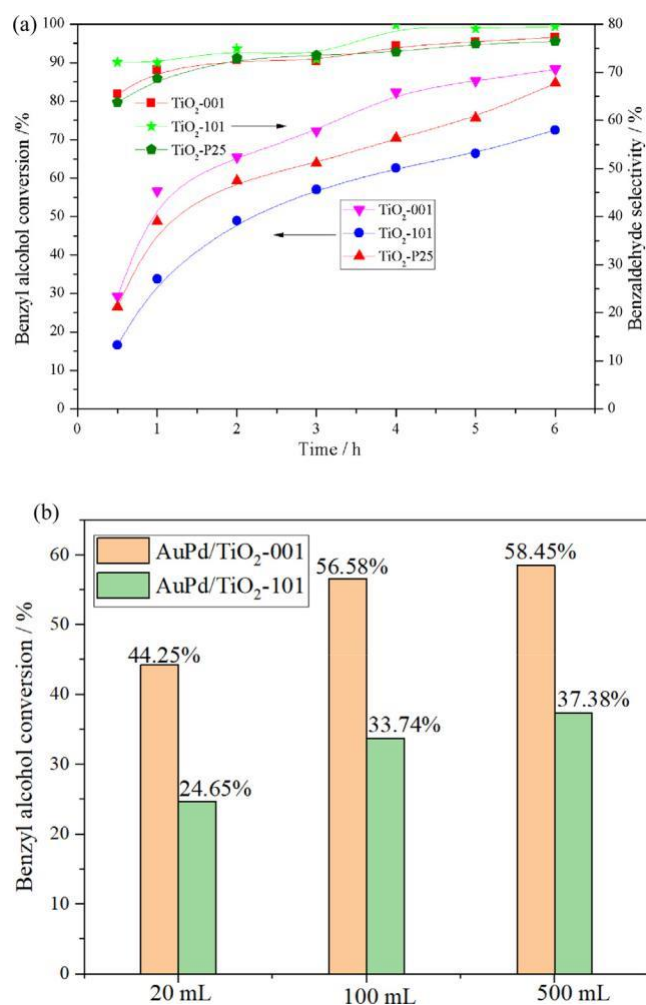 (a)
Benzyl alcohol conversion /%
100
90
80
70
60
50
40
30
20
10
0
TiO₂-001
TiO₂-101
TiO₂-P25
TiO₂-001
TiO₂-101
TiO₂-P25
80
70
60
50
40
30
20
10
0
Benzaldehyde selectivity / %
0 1 2 3 4 5 6
Time / h
(b)
Benzyl alcohol conversion / %
60
50
40
30
20
10
0
AuPd/TiO₂-001
AuPd/TiO₂-101
44.25%
24.65%
56.58%
33.74%
58.45%
37.38%
20 mL 100 mL 500 mL